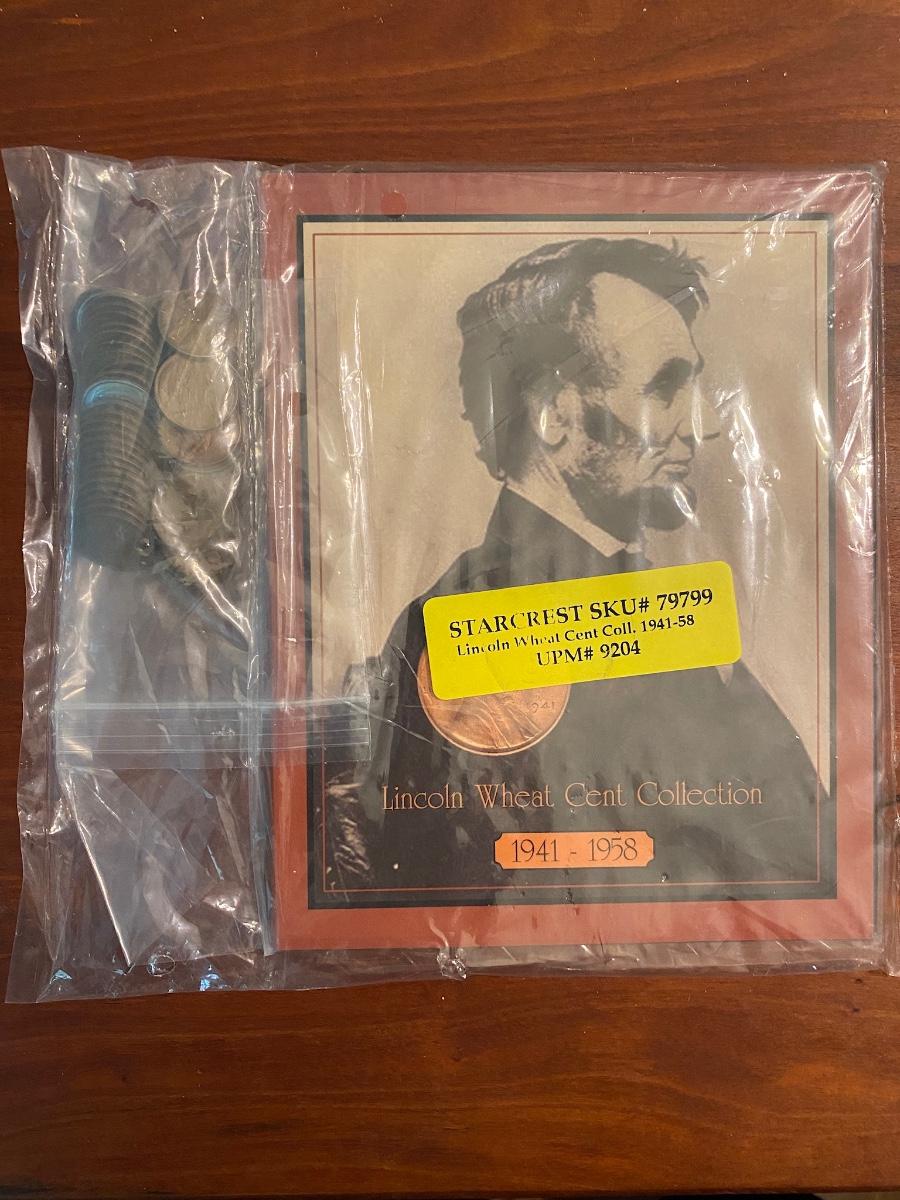 STARCREST SKU# 79799
Lincoln Wheat Cent Coll. 1941-58
UPM# 9204
1941
Lincoln Wheat Cent Collection
1941 - 1958